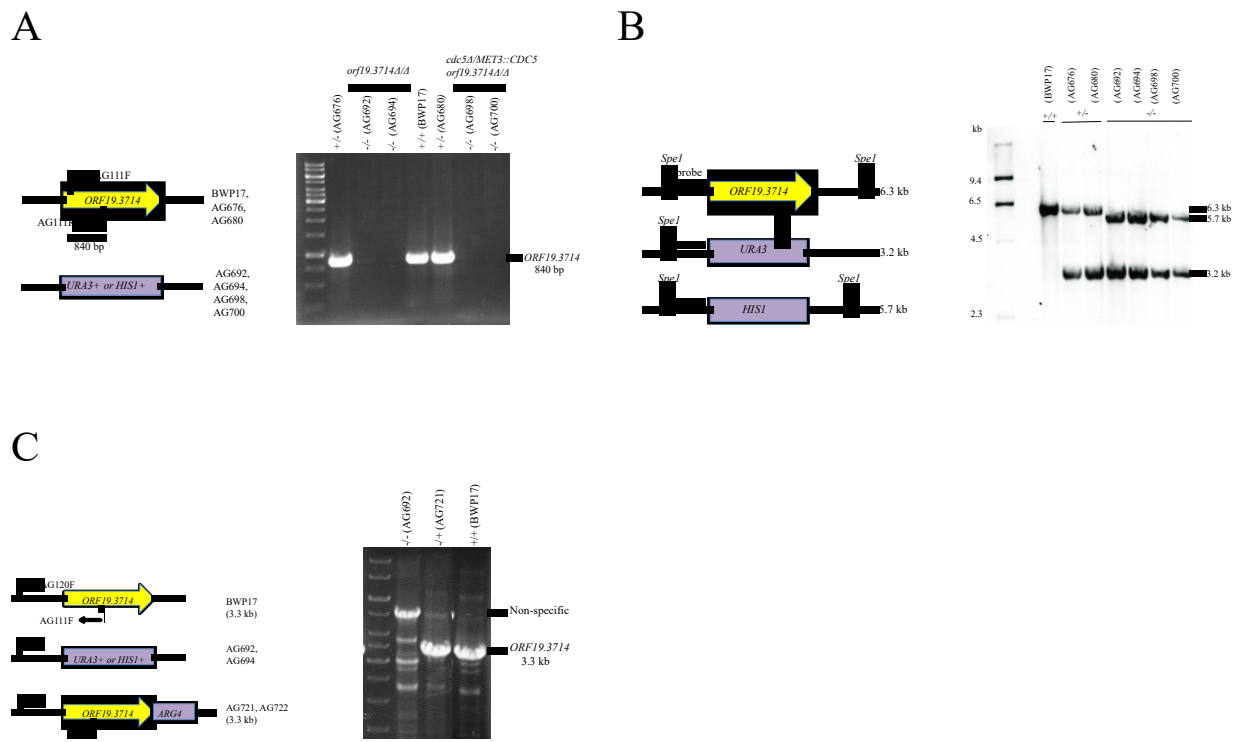 A
orf19.3714Δ/Δ
cdc5Δ/MET3::CDC5
orf19.3714Δ/Δ
+/- (AG676)
-/- (AG692)
-/- (AG694)
+/+ (BWP17)
+/- (AG680)
-/- (AG698)
-/- (AG700)
AG111F
ORF19.3714
AG111F
840 bp
BWP17,
AG676,
AG680
URA3+ or HIS1+
AG692,
AG694,
AG698,
AG700
ORF19.3714
840 bp
B
(BWP17)
(AG676)
(AG680)
(AG692)
(AG694)
(AG698)
(AG700)
+/+
+/-
-/-
Spe1
Spe1
probe
ORF19.3714
6.3 kb
Spe1
URA3
3.2 kb
Spe1
Spe1
HIS1
5.7 kb
kb
9.4
6.5
4.5
2.3
6.3 kb
5.7 kb
3.2 kb
C
-/- (AG692)
-/+ (AG721)
+/+ (BWP17)
AG120F
ORF19.3714
AG111F
BWP17
(3.3 kb)
URA3+ or HIS1+
AG692,
AG694
ORF19.3714
ARG4
AG721, AG722
(3.3 kb)
Non-specific
ORF19.3714
3.3 kb